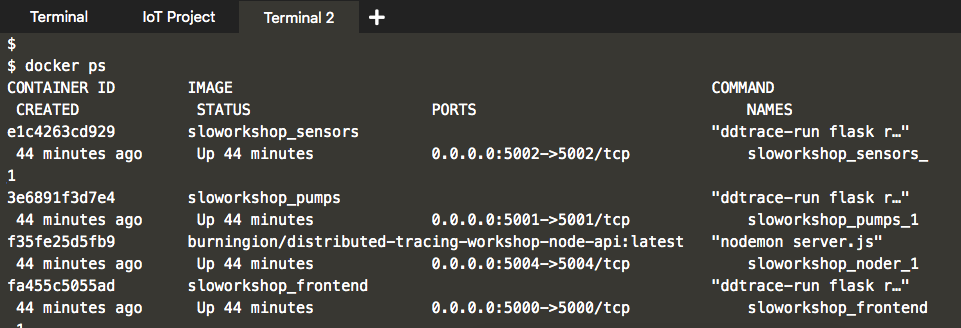 Terminal IoT Project Terminal 2 +
$
$ docker ps
CONTAINER ID IMAGE COMMAND
CREATED STATUS PORTS NAMES
e1c4263cd929 sloworkshop_sensors "ddtrace-run flask r…"
44 minutes ago Up 44 minutes 0.0.0.0:5002->5002/tcp sloworkshop_sensors_
1
3e6891f3d7e4 sloworkshop_pumps "ddtrace-run flask r…"
44 minutes ago Up 44 minutes 0.0.0.0:5001->5001/tcp sloworkshop_pumps_1
f35fe25d5fb9 burningion/distributed-tracing-workshop-node-api:latest "nodemon server.js"
44 minutes ago Up 44 minutes 0.0.0.0:5004->5004/tcp sloworkshop_noder_1
fa455c5055ad sloworkshop_frontend "ddtrace-run flask r…"
44 minutes ago Up 44 minutes 0.0.0.0:5000->5000/tcp sloworkshop_frontend
1